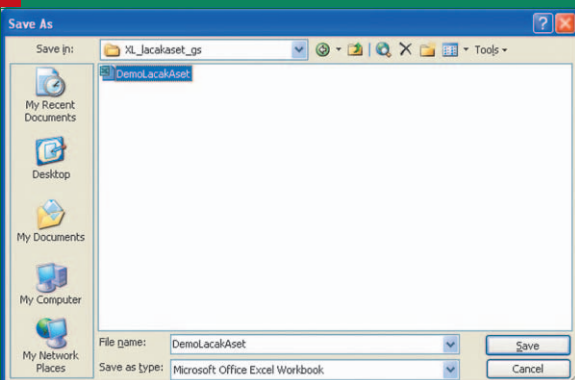 Save As
Save in:
XL_lacakaset_gs
Tools
DemoLacakAset
My Recent
Documents
Desktop
My Documents
My Computer
My Network
Places
File name:
DemoLacakAset
Save
Save as type:
Microsoft Office Excel Workbook
Cancel